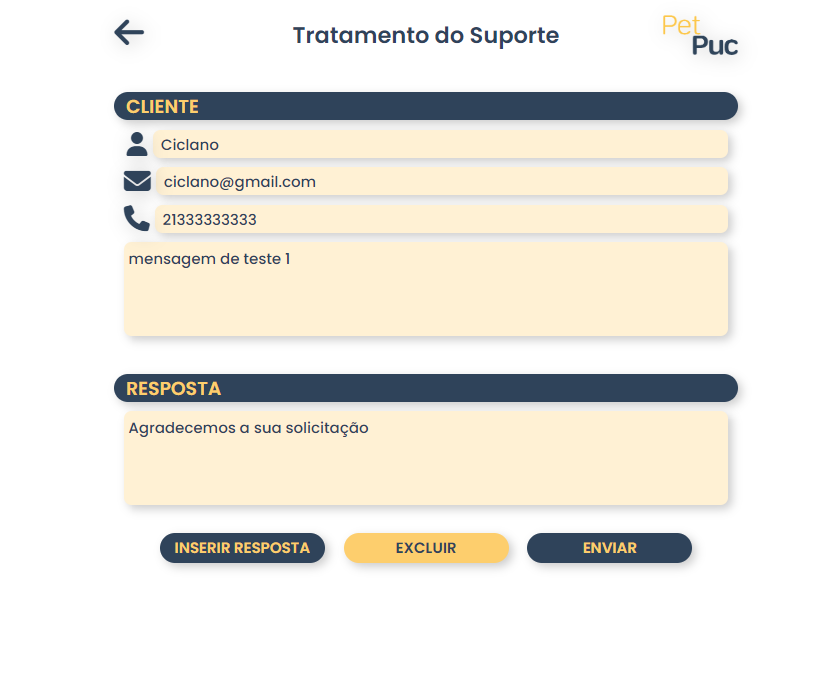 Tratamento do Suporte
Pet
Puc
CLIENTE
Ciclano
ciclano@gmail.com
21333333333
mensagem de teste 1
RESPOSTA
Agradecemos a sua solicitação
INSERIR RESPOSTA
EXCLUIR
ENVIAR